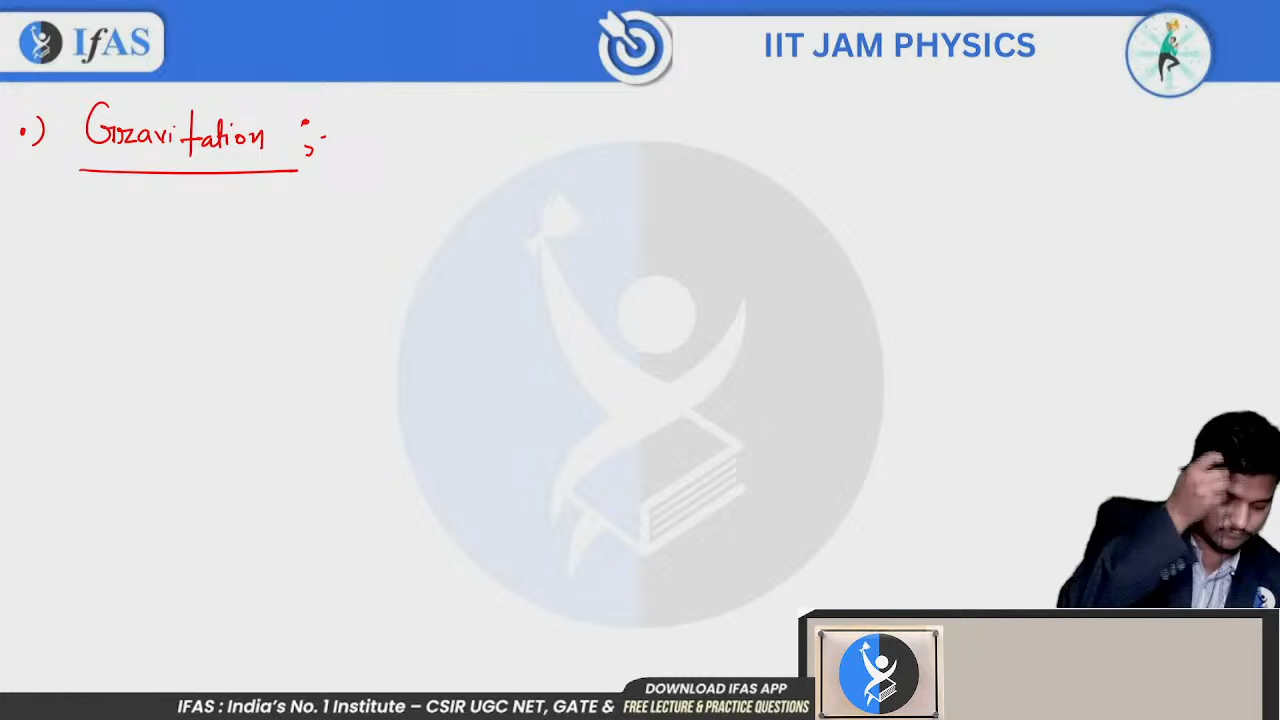 IfAS
IIT JAM PHYSICS
•) Gravitation :-
DOWNLOAD IFAS APP
IFAS : India's No. 1 Institute – CSIR UGC NET, GATE & FREE LECTURE & PRACTICE QUESTIONS